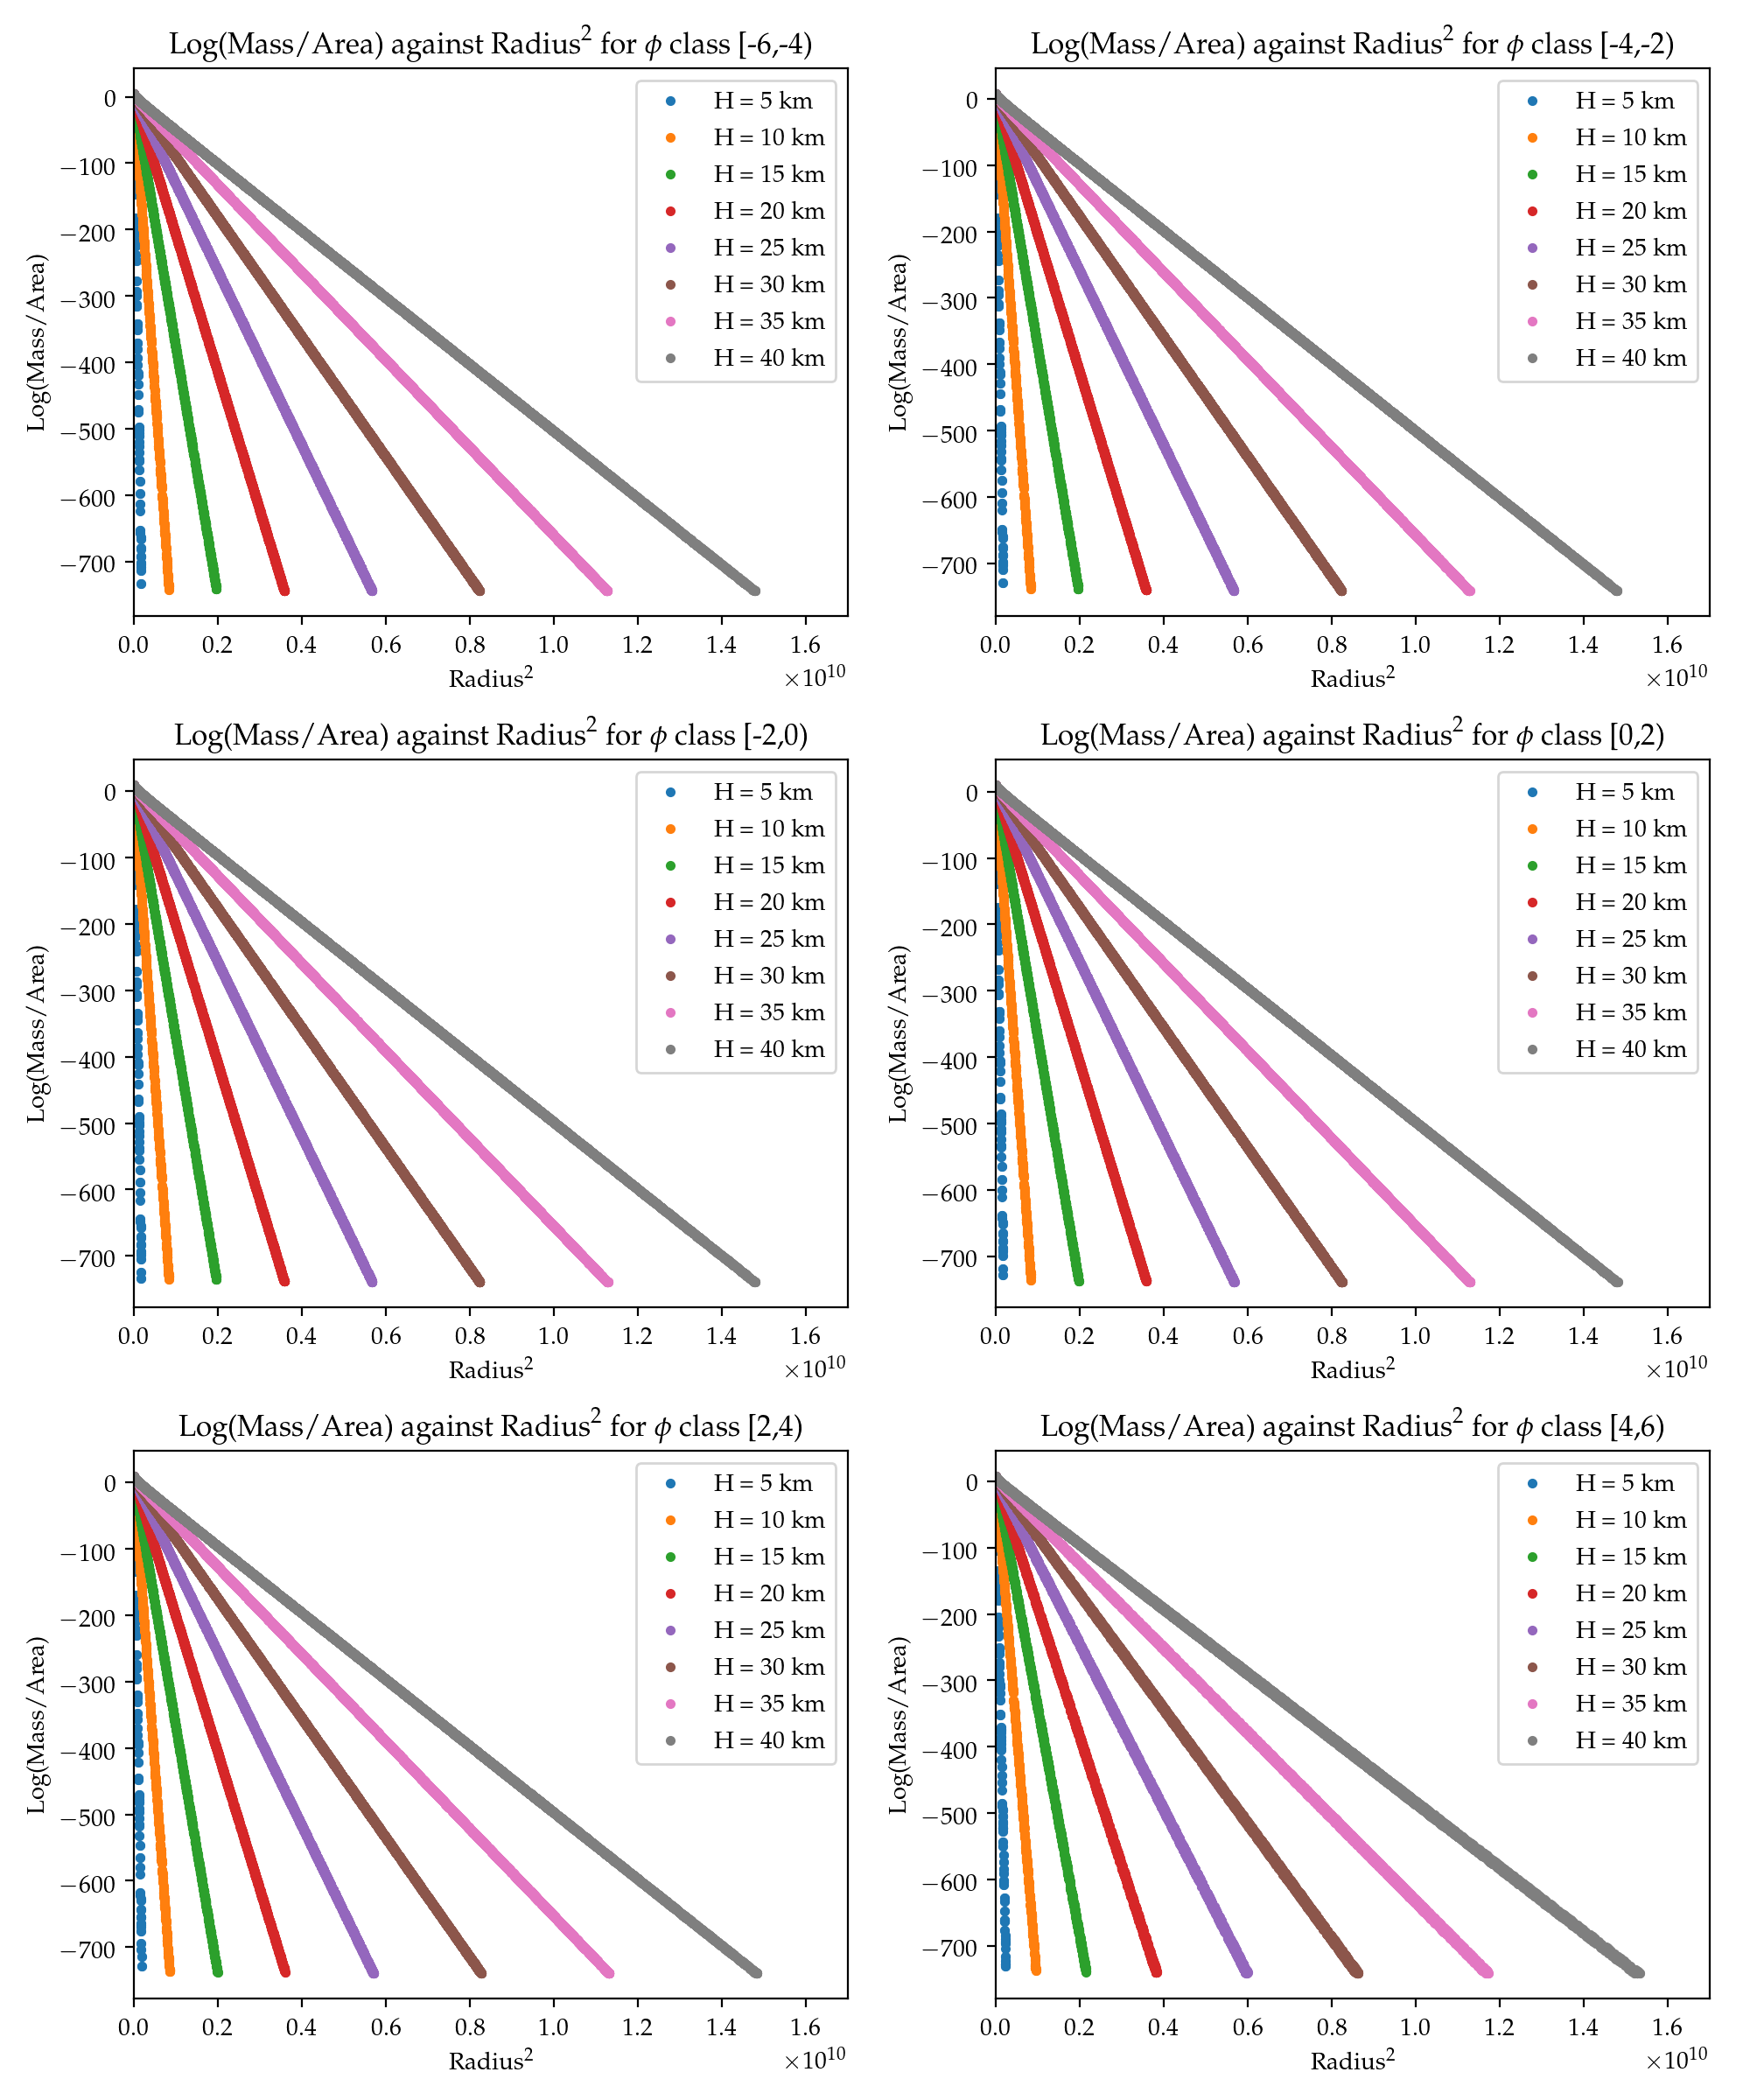 Log(Mass/Area) against Radius² for ϕ class [-6,-4)
0
−100
−200
−300
−400
−500
−600
−700
Log(Mass/Area)
H = 5 km
H = 10 km
H = 15 km
H = 20 km
H = 25 km
H = 30 km
H = 35 km
H = 40 km
0.0 0.2 0.4 0.6 0.8 1.0 1.2 1.4 1.6
Radius²
×10¹⁰
Log(Mass/Area) against Radius² for ϕ class [-4,-2)
0
−100
−200
−300
−400
−500
−600
−700
Log(Mass/Area)
H = 5 km
H = 10 km
H = 15 km
H = 20 km
H = 25 km
H = 30 km
H = 35 km
H = 40 km
0.0 0.2 0.4 0.6 0.8 1.0 1.2 1.4 1.6
Radius²
×10¹⁰
Log(Mass/Area) against Radius² for ϕ class [-2,0)
0
−100
−200
−300
−400
−500
−600
−700
Log(Mass/Area)
H = 5 km
H = 10 km
H = 15 km
H = 20 km
H = 25 km
H = 30 km
H = 35 km
H = 40 km
0.0 0.2 0.4 0.6 0.8 1.0 1.2 1.4 1.6
Radius²
×10¹⁰
Log(Mass/Area) against Radius² for ϕ class [0,2)
0
−100
−200
−300
−400
−500
−600
−700
Log(Mass/Area)
H = 5 km
H = 10 km
H = 15 km
H = 20 km
H = 25 km
H = 30 km
H = 35 km
H = 40 km
0.0 0.2 0.4 0.6 0.8 1.0 1.2 1.4 1.6
Radius²
×10¹⁰
Log(Mass/Area) against Radius² for ϕ class [2,4)
0
−100
−200
−300
−400
−500
−600
−700
Log(Mass/Area)
H = 5 km
H = 10 km
H = 15 km
H = 20 km
H = 25 km
H = 30 km
H = 35 km
H = 40 km
0.0 0.2 0.4 0.6 0.8 1.0 1.2 1.4 1.6
Radius²
×10¹⁰
Log(Mass/Area) against Radius² for ϕ class [4,6)
0
−100
−200
−300
−400
−500
−600
−700
Log(Mass/Area)
H = 5 km
H = 10 km
H = 15 km
H = 20 km
H = 25 km
H = 30 km
H = 35 km
H = 40 km
0.0 0.2 0.4 0.6 0.8 1.0 1.2 1.4 1.6
Radius²
×10¹⁰